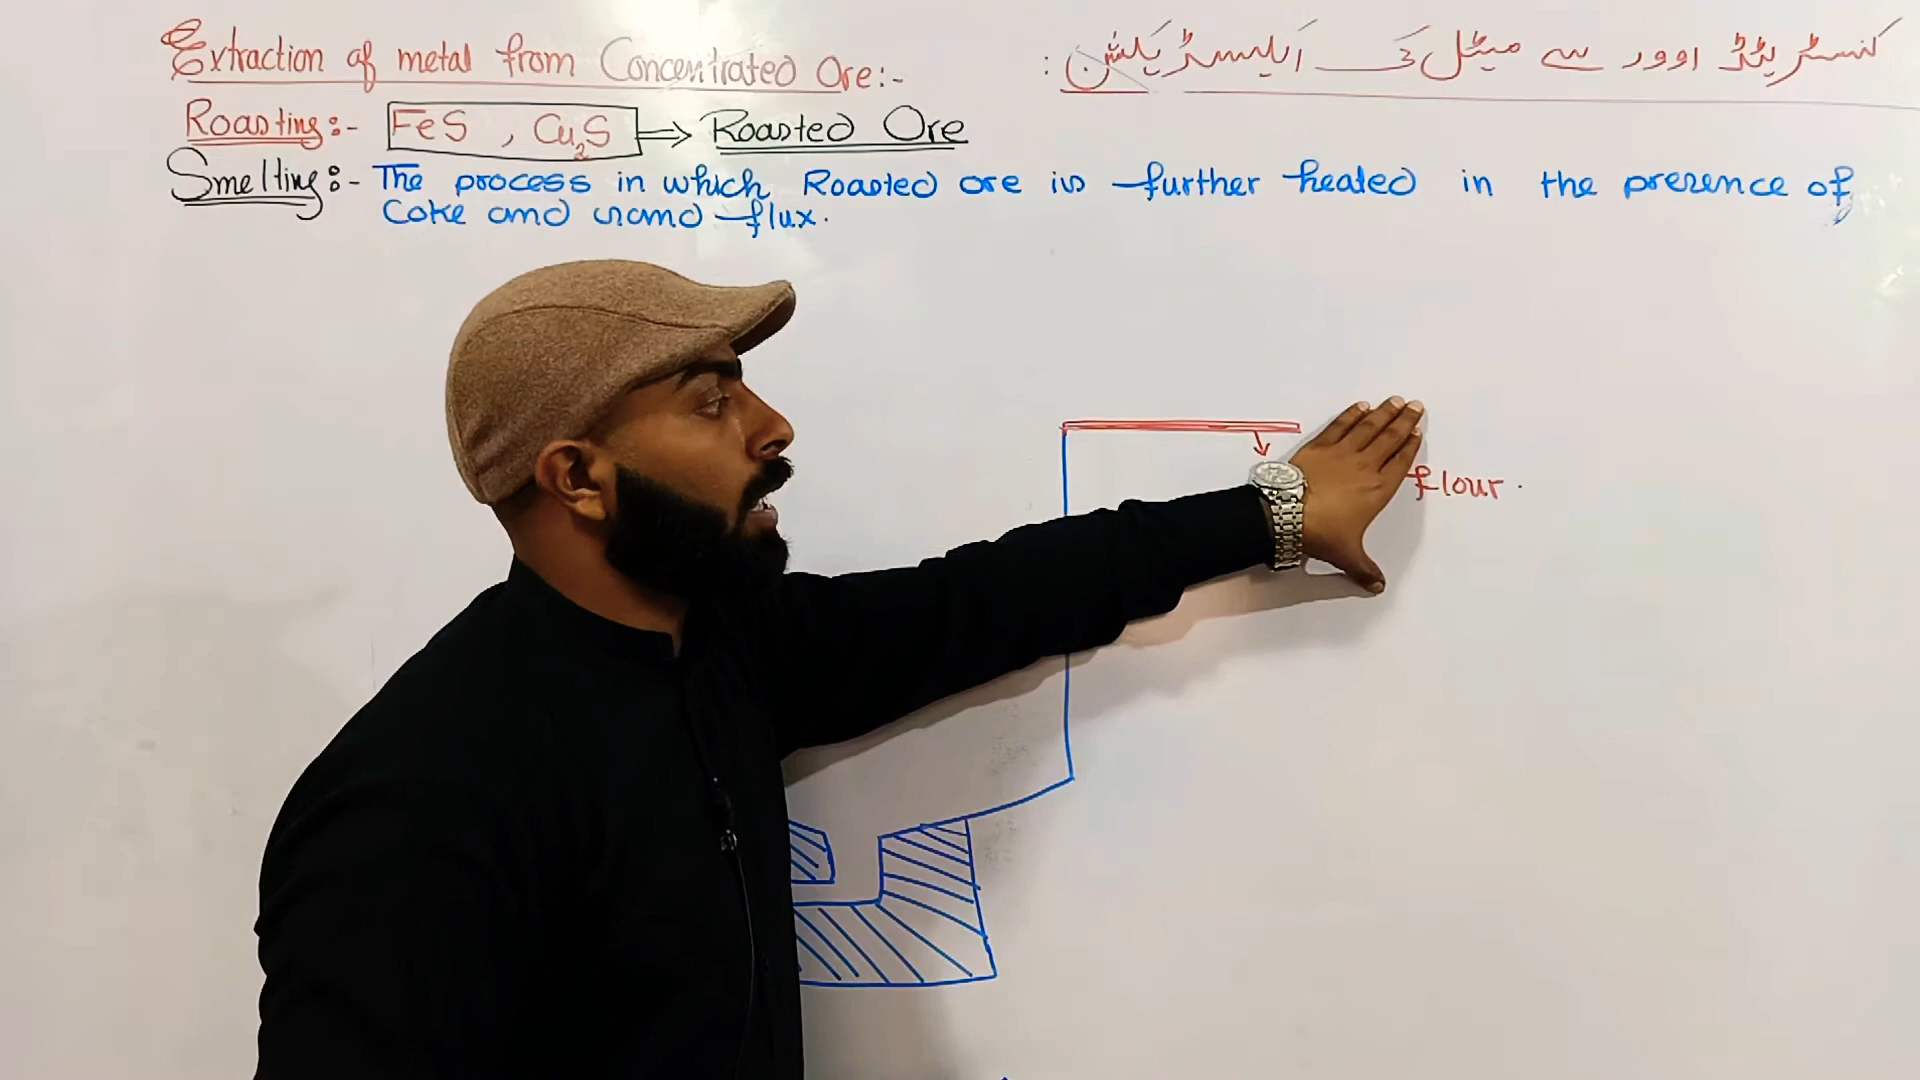 Extraction of metal from Concentrated Ore:-
کنسنٹریٹڈ اوور سے میٹل کی ایکسٹریکشن:
Roasting:- FeS , Cu₂S ⇒ Roasted Ore
Smelting:- The process in which Roasted ore is further heated in the presence of
Coke and sand flux.
flour.